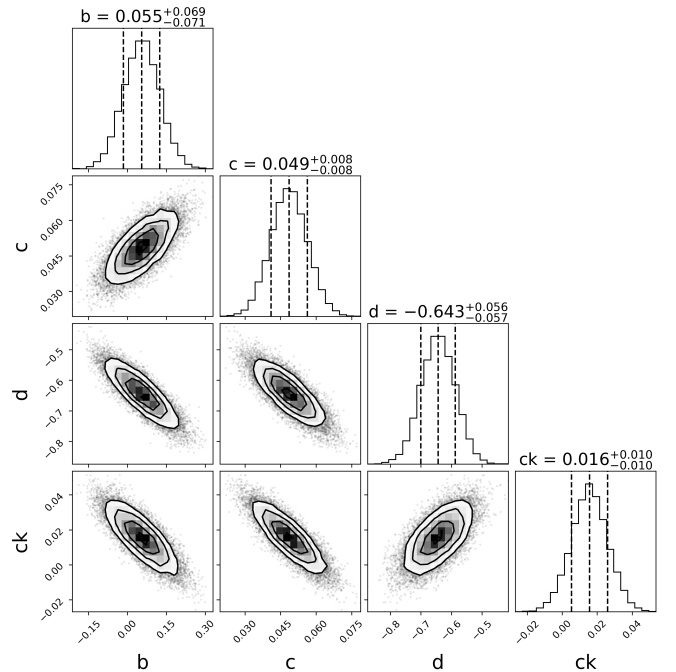 b = 0.055+0.069−0.071
c = 0.049+0.008−0.008
0.075
0.060
0.045
0.030
c
d = −0.643+0.056−0.057
−0.5
−0.6
−0.7
−0.8
d
ck = 0.016+0.010−0.010
0.04
0.02
0.00
−0.02
ck
−0.15 0.00 0.15 0.30
0.030 0.045 0.060 0.075
−0.8 −0.7 −0.6 −0.5
−0.02 0.00 0.02 0.04
b c d ck